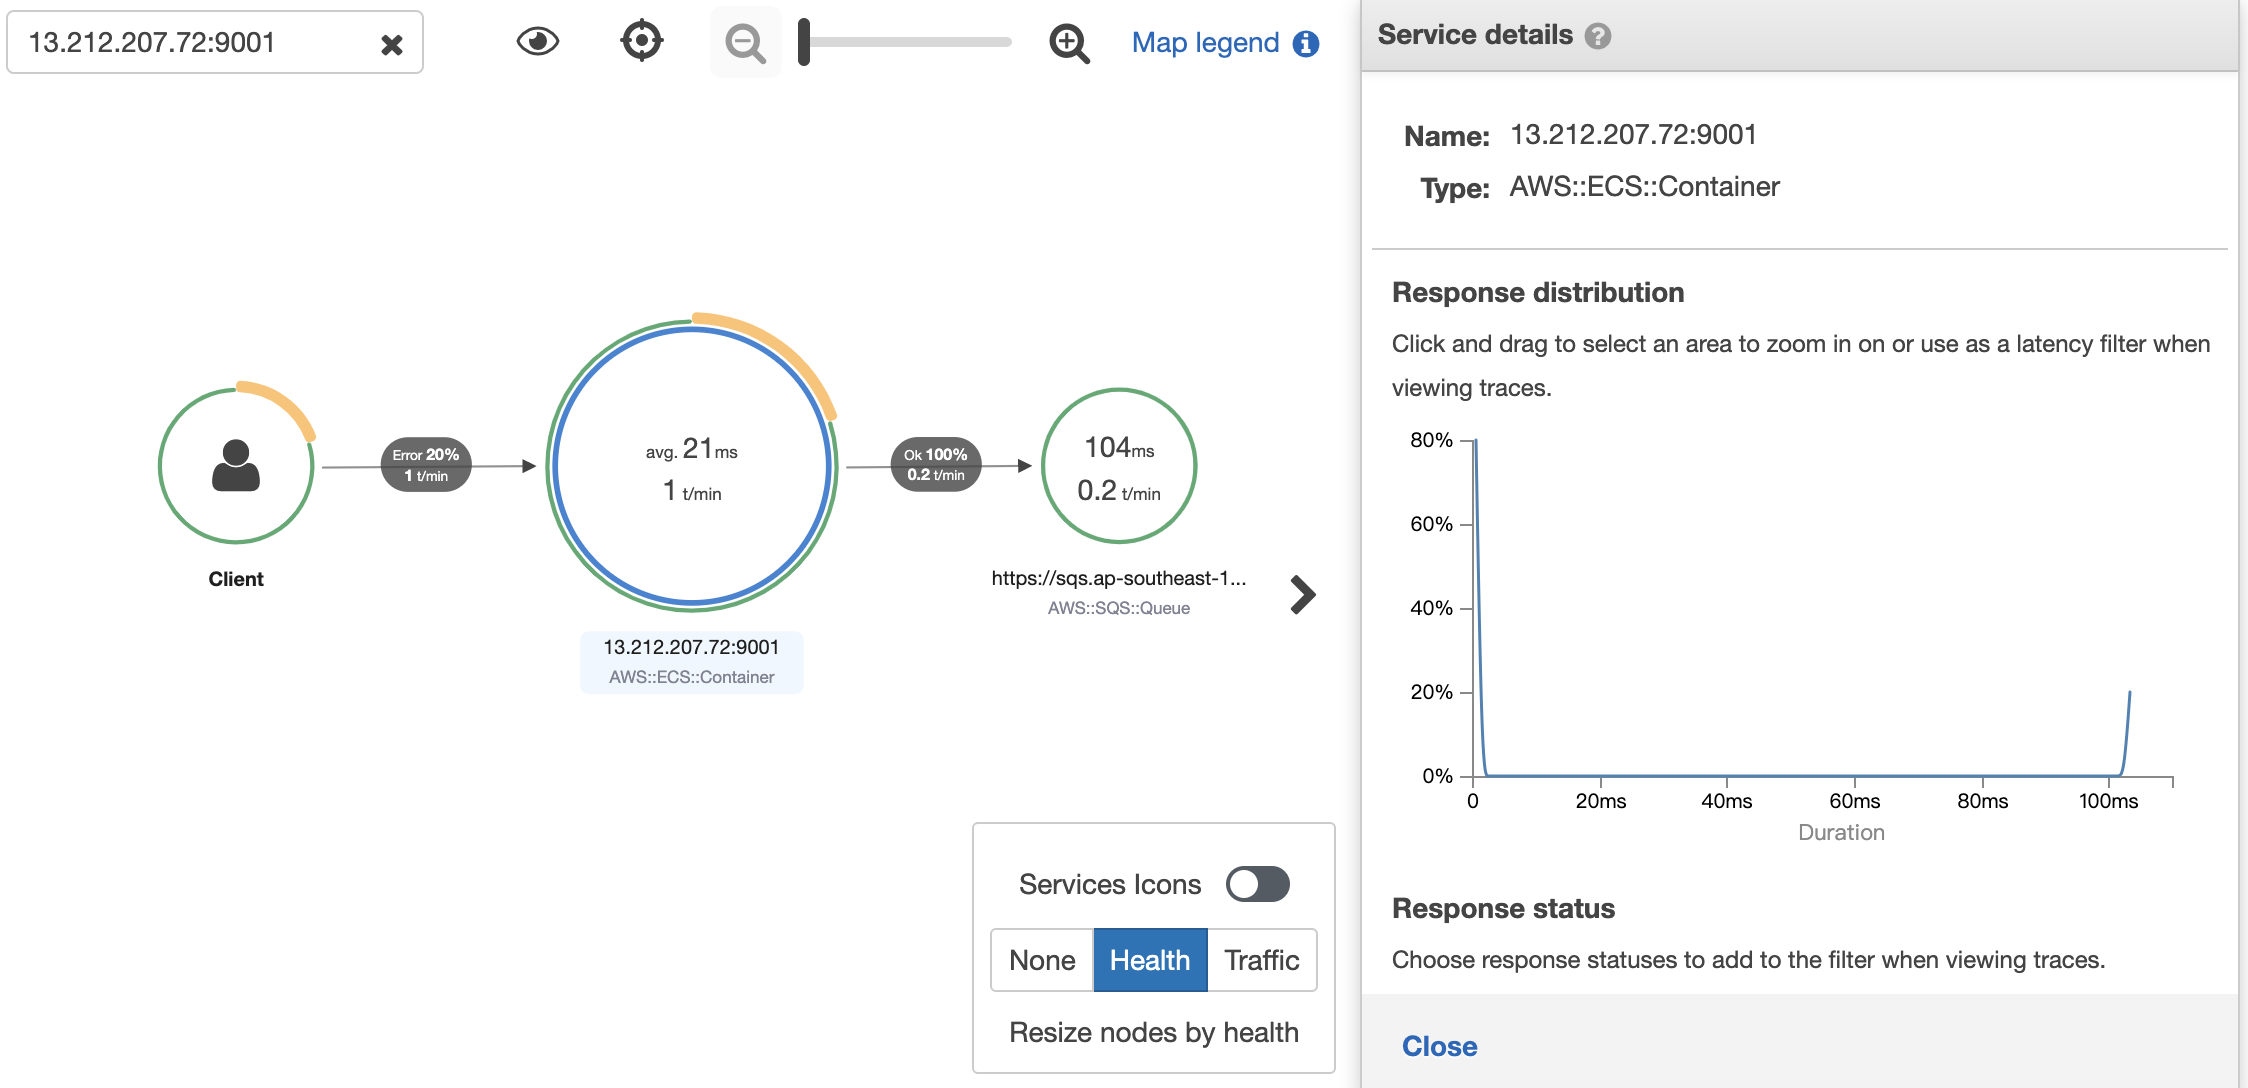 13.212.207.72:9001
Map legend
Error 20%
1 t/min
avg. 21ms
1 t/min
Ok 100%
0.2 t/min
104ms
0.2 t/min
Client
13.212.207.72:9001
AWS::ECS::Container
https://sqs.ap-southeast-1...
AWS::SQS::Queue
Services Icons
None Health Traffic
Resize nodes by health
Service details ?
Name: 13.212.207.72:9001
Type: AWS::ECS::Container
Response distribution
Click and drag to select an area to zoom in on or use as a latency filter when
viewing traces.
80%
60%
40%
20%
0%
0 20ms 40ms 60ms 80ms 100ms
Duration
Response status
Choose response statuses to add to the filter when viewing traces.
Close